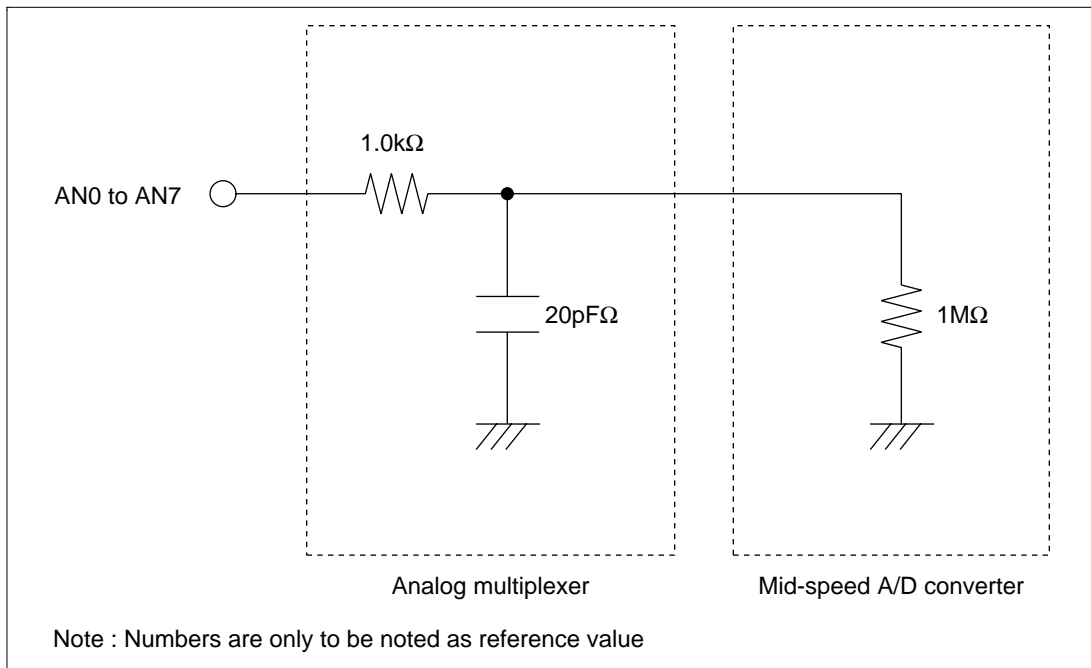 1.0kΩ
AN0 to AN7
20pFΩ
1MΩ
Analog multiplexer
Mid-speed A/D converter
Note : Numbers are only to be noted as reference value